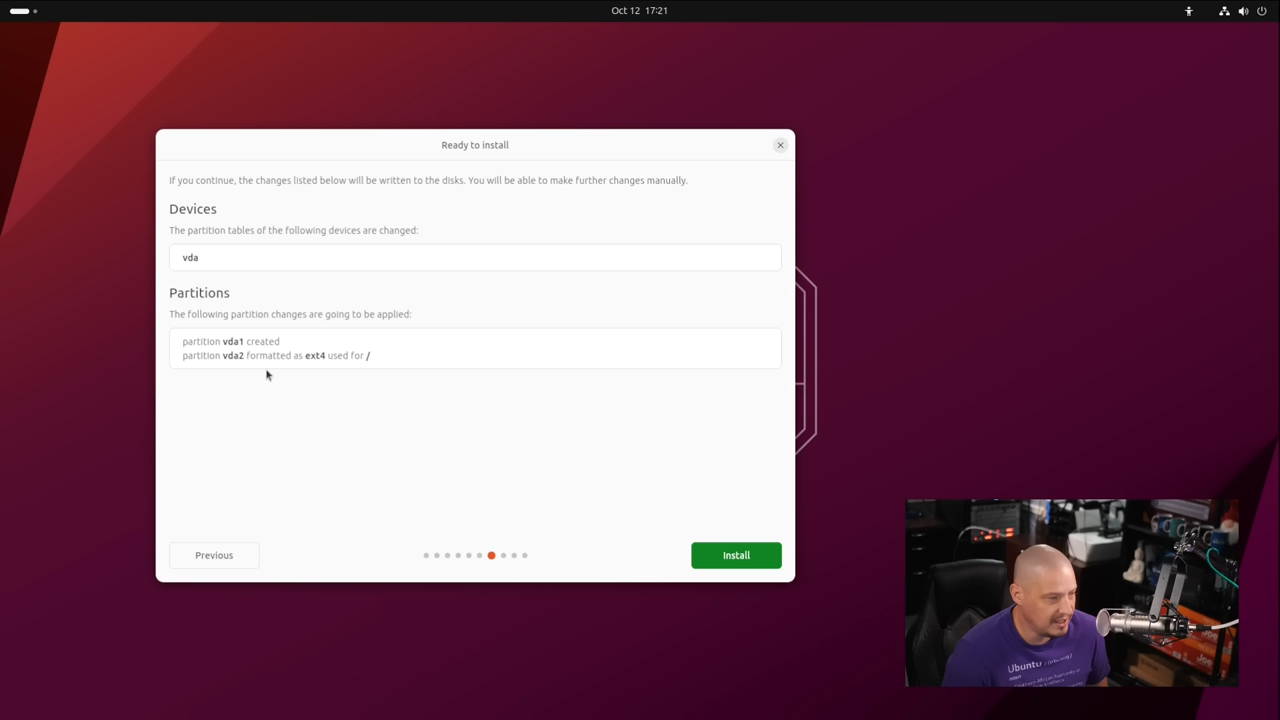 Oct 12 17:21
Ready to install
If you continue, the changes listed below will be written to the disks. You will be able to make further changes manually.
Devices
The partition tables of the following devices are changed:
vda
Partitions
The following partition changes are going to be applied:
partition vda1 created
partition vda2 formatted as ext4 used for /
Previous
Install
Ubuntu
noun